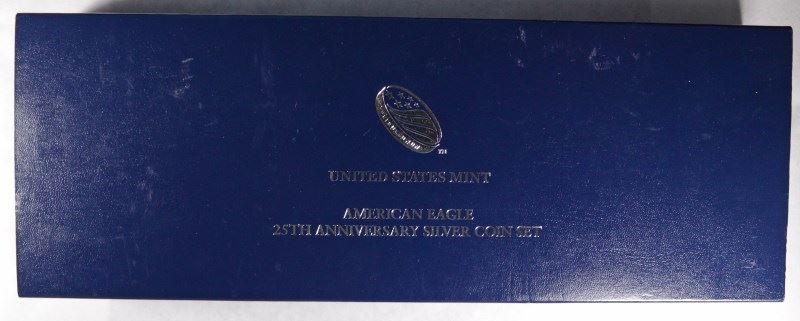 UNITED STATES MINT
AMERICAN EAGLE
25TH ANNIVERSARY SILVER COIN SET